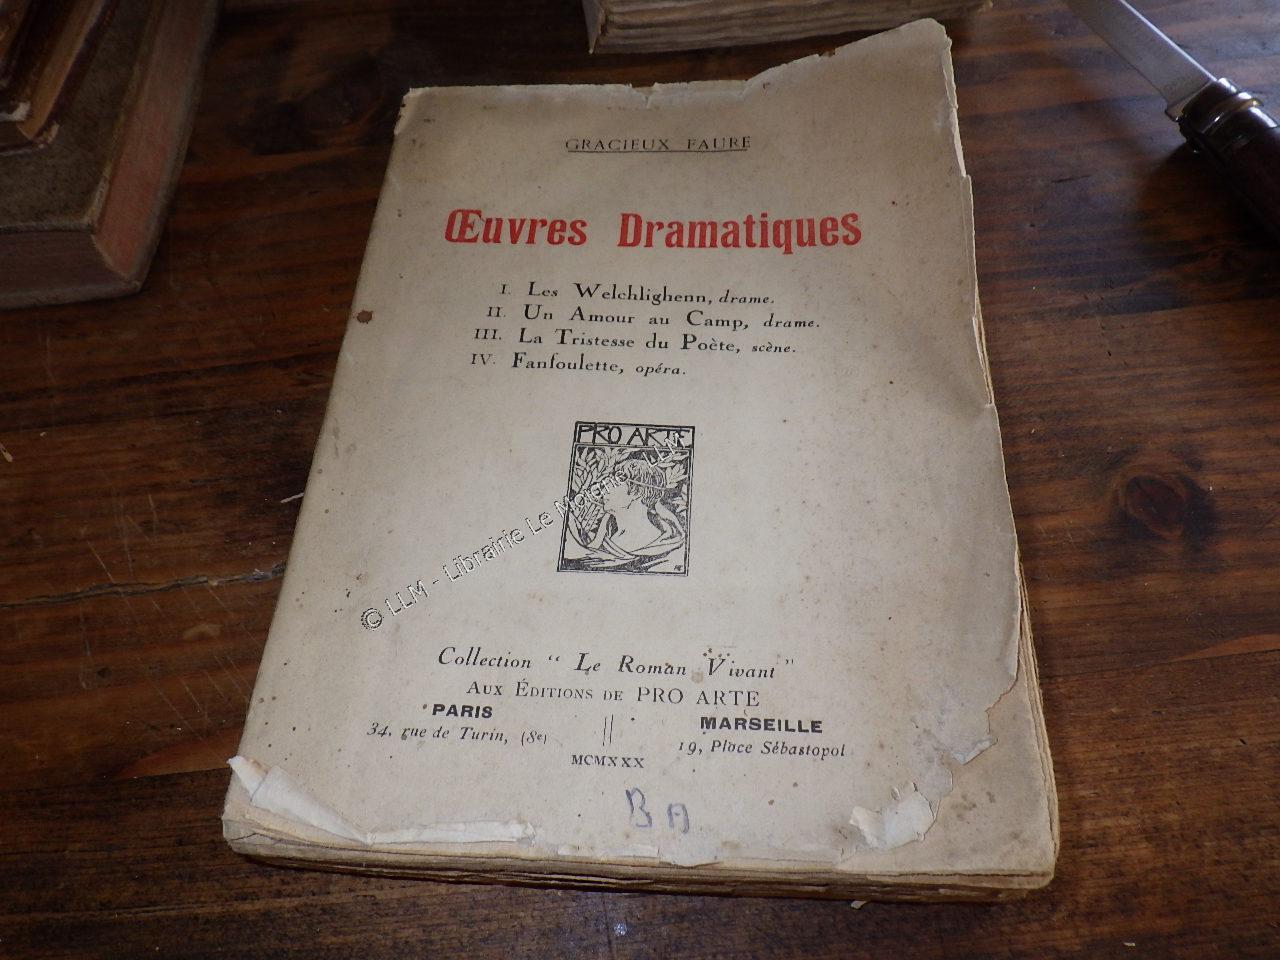 GRACIEUX FAURE
Œuvres Dramatiques
I. Les Welchlighenn, drame.
II. Un Amour au Camp, drame.
III. La Tristesse du Poète, scène.
IV. Fanfoulette, opéra.
PRO ARTE
© LLM - Librairie Le Moigne - LLM
Collection “ Le Roman Vivant ”
AUX ÉDITIONS DE PRO ARTE
PARIS || MARSEILLE
34, rue de Turin, (8e) 19, Place Sébastopol
MCMXXX
B A